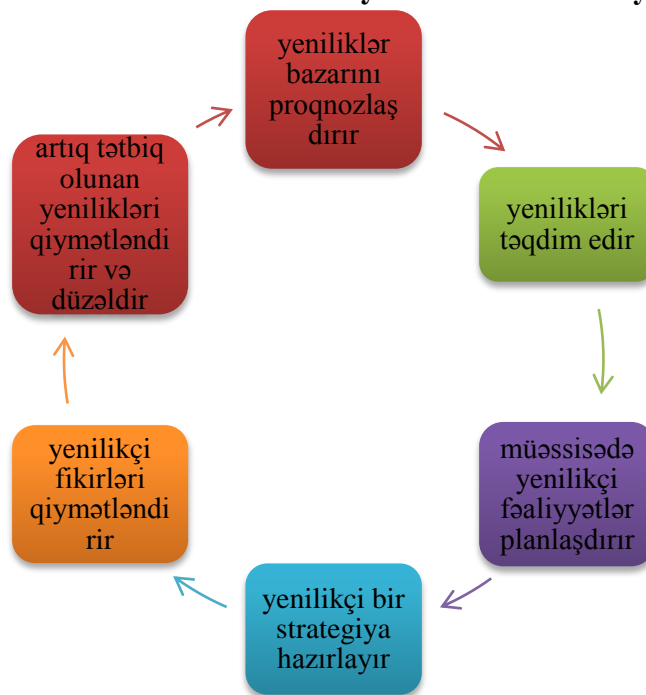 yeniliklər
bazarını
proqnozlaş
dırır
yenilikləri
təqdim edir
müəssisədə
yenilikçi
fəaliyyətlər
planlaşdırır
yenilikçi bir
strategiya
hazırlayır
yenilikçi
fikirləri
qiymətləndi
rir
artıq tətbiq
olunan
yenilikləri
qiymətləndi
rir və
düzəldir